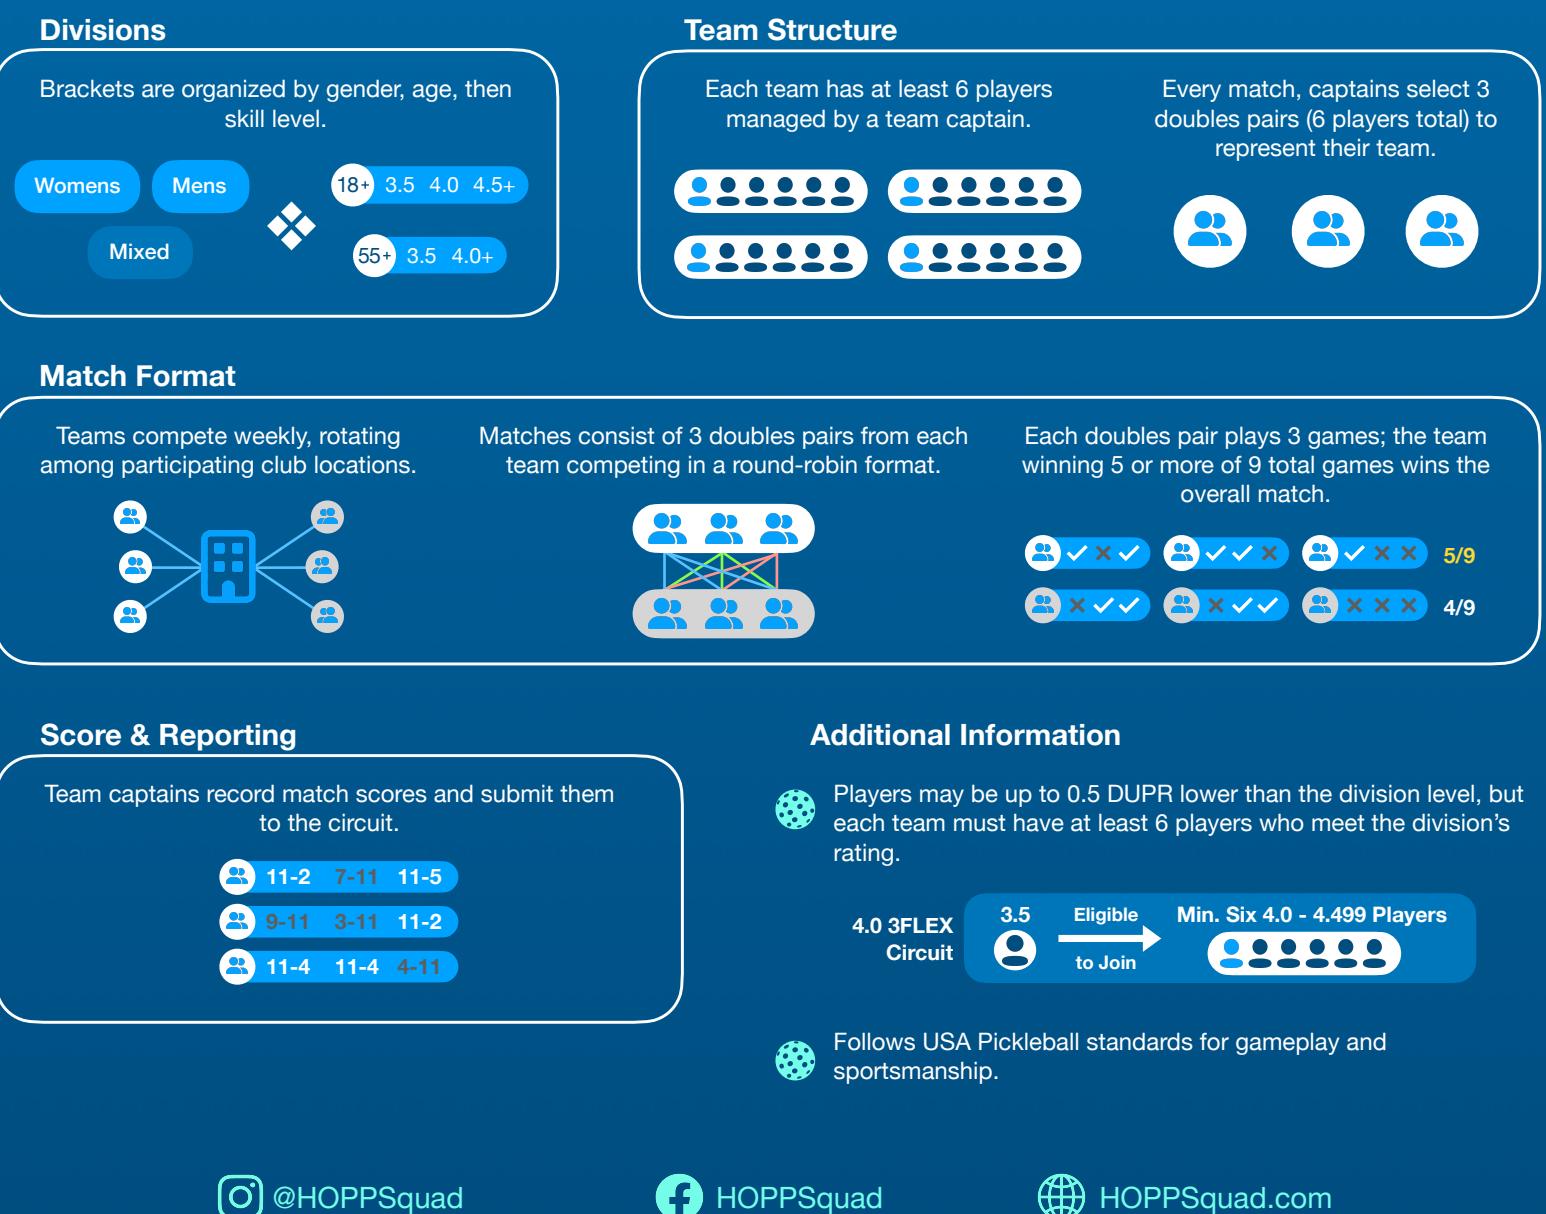 Divisions
Brackets are organized by gender, age, then
skill level.
Womens
Mens
Mixed
18+ 3.5 4.0 4.5+
55+ 3.5 4.0+
Team Structure
Each team has at least 6 players
managed by a team captain.
Every match, captains select 3
doubles pairs (6 players total) to
represent their team.
Match Format
Teams compete weekly, rotating
among participating club locations.
Matches consist of 3 doubles pairs from each
team competing in a round-robin format.
Each doubles pair plays 3 games; the team
winning 5 or more of 9 total games wins the
overall match.
5/9
4/9
Score & Reporting
Team captains record match scores and submit them
to the circuit.
11-2 7-11 11-5
9-11 3-11 11-2
11-4 11-4 4-11
Additional Information
Players may be up to 0.5 DUPR lower than the division level, but
each team must have at least 6 players who meet the division’s
rating.
4.0 3FLEX
Circuit
3.5
Eligible
to Join
Min. Six 4.0 - 4.499 Players
Follows USA Pickleball standards for gameplay and
sportsmanship.
@HOPPSquad
HOPPSquad
HOPPSquad.com